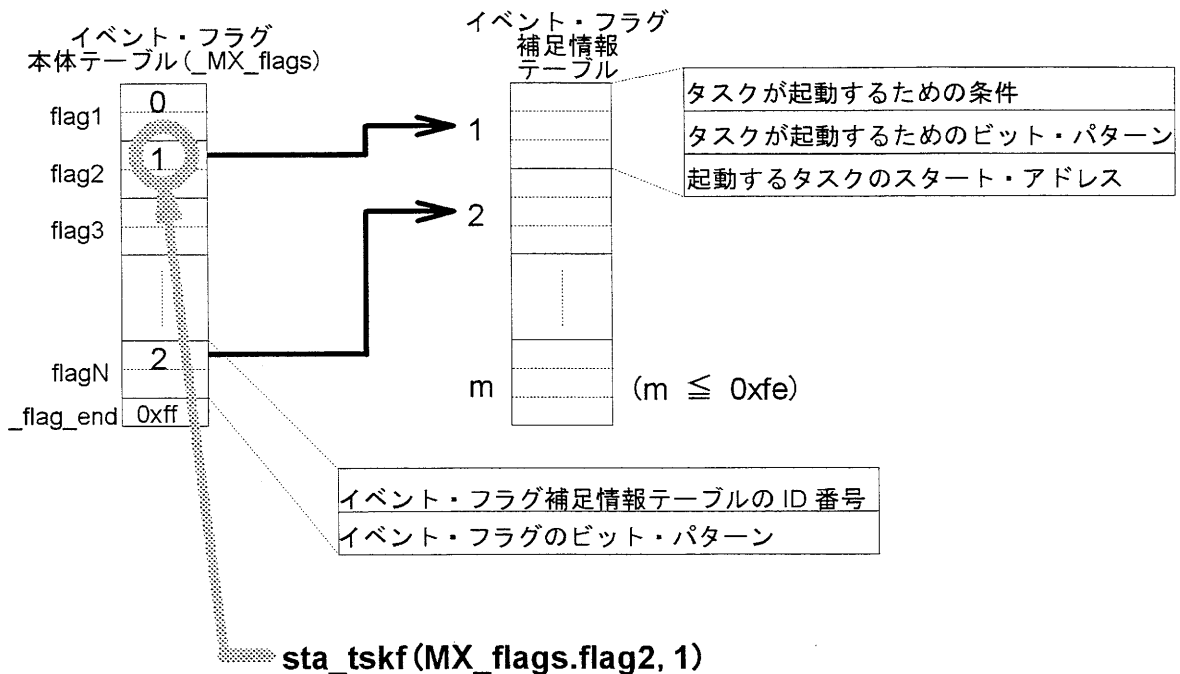 イベント・フラグ
本体テーブル(_MX_flags)
イベント・フラグ
補足情報
テーブル
flag1
0
flag2
1
flag3
flagN
2
_flag_end
0xff
1
2
m
(m ≦ 0xfe)
タスクが起動するための条件
タスクが起動するためのビット・パターン
起動するタスクのスタート・アドレス
イベント・フラグ補足情報テーブルの ID 番号
イベント・フラグのビット・パターン
sta_tskf(MX_flags.flag2, 1)